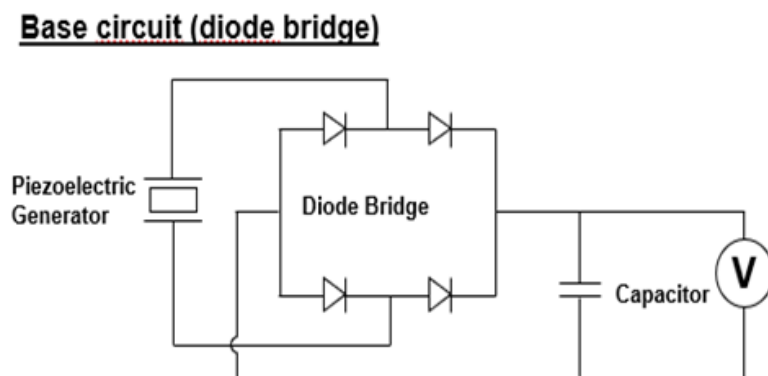 Base circuit (diode bridge)
Piezoelectric
Generator
Diode Bridge
Capacitor
V